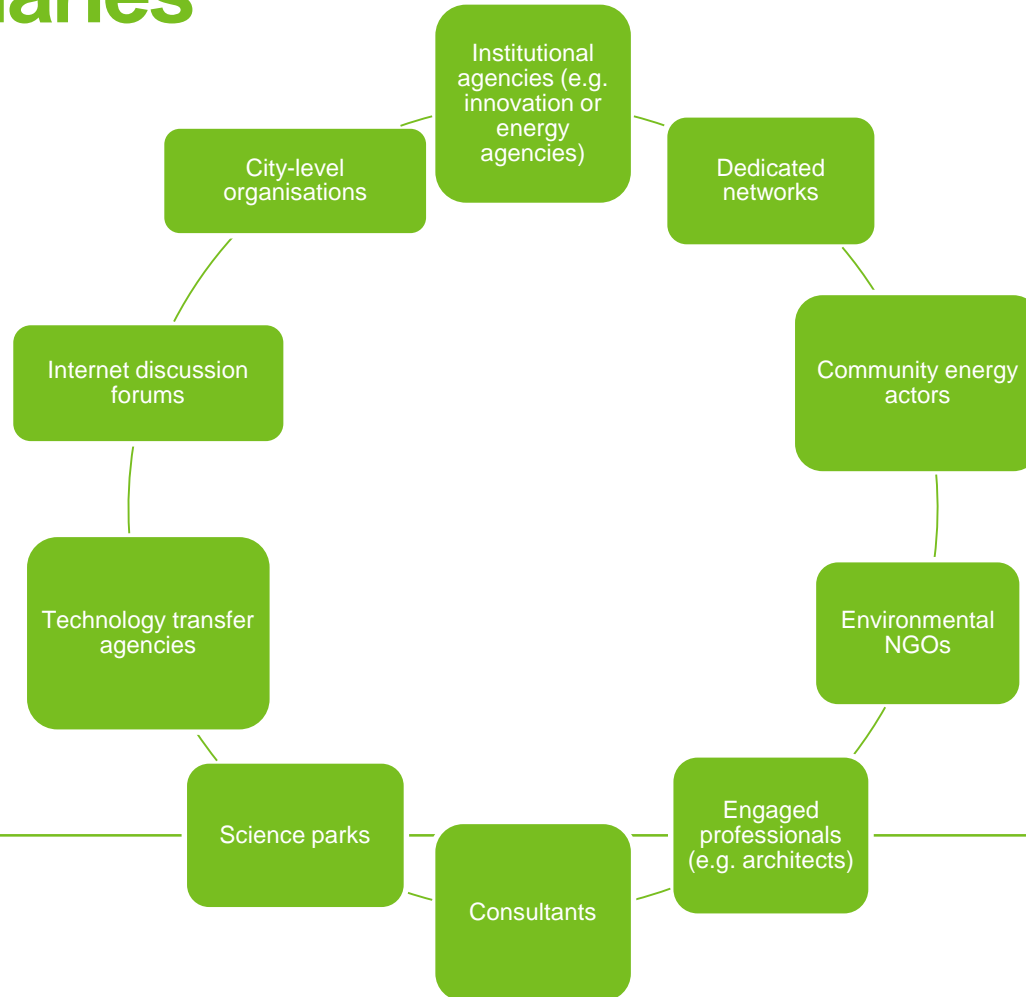 Institutional
agencies (e.g.
innovation or
energy
agencies)
Dedicated
networks
Community energy
actors
Environmental
NGOs
Engaged
professionals
(e.g. architects)
Consultants
Science parks
Technology transfer
agencies
Internet discussion
forums
City-level
organisations